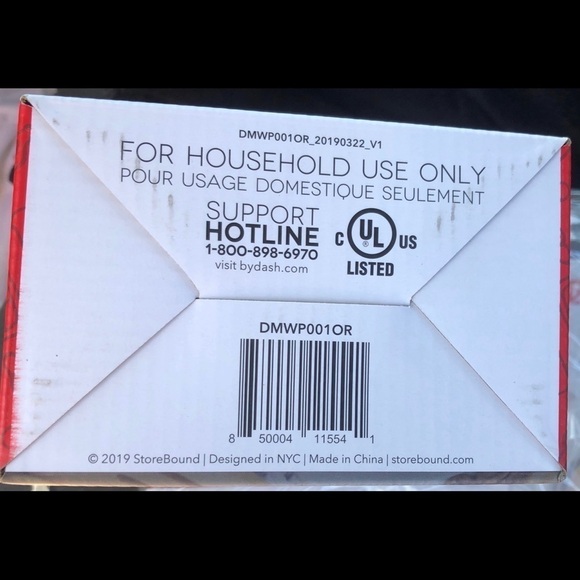 DMWP001OR_20190322_V1
FOR HOUSEHOLD USE ONLY
POUR USAGE DOMESTIQUE SEULEMENT
SUPPORT
HOTLINE
1-800-898-6970
visit bydash.com
C UL US
LISTED
DMWP001OR
8 50004 11554 1
© 2019 StoreBound | Designed in NYC | Made in China | storebound.com